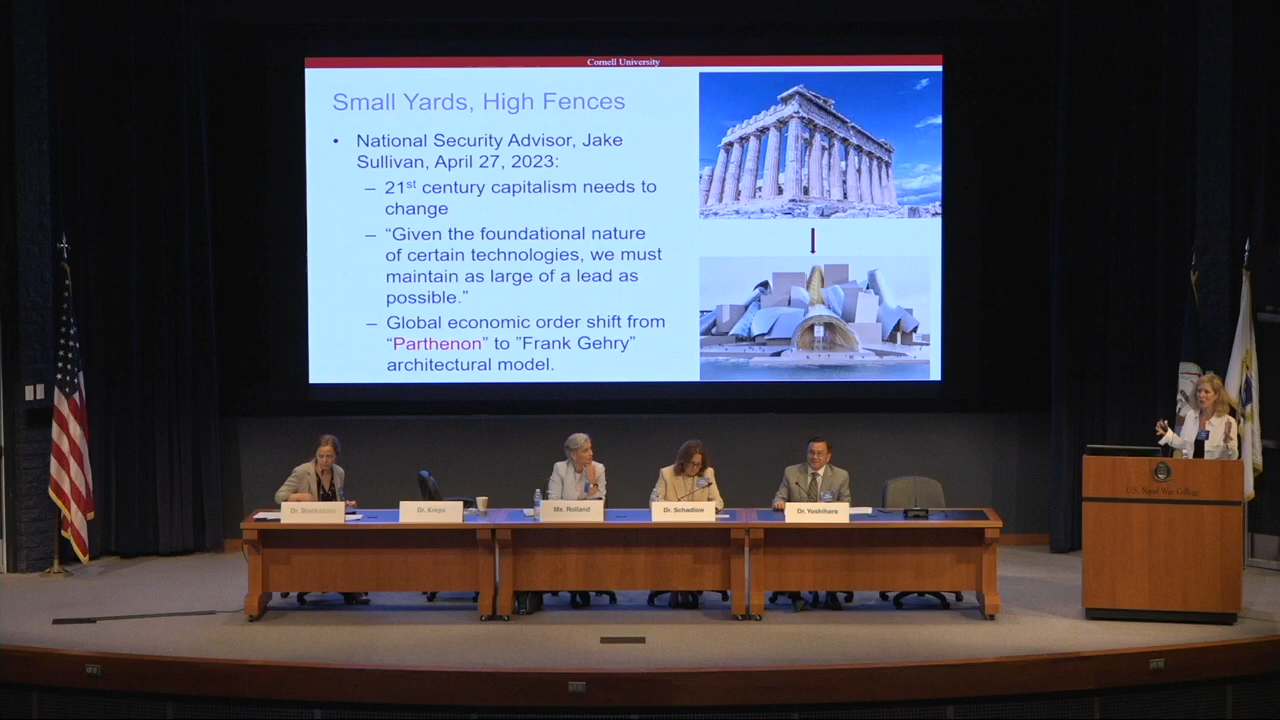 Cornell University
Small Yards, High Fences
• National Security Advisor, Jake
Sullivan, April 27, 2023:
– 21st century capitalism needs to
change
– “Given the foundational nature
of certain technologies, we must
maintain as large of a lead as
possible.”
– Global economic order shift from
“Parthenon” to ”Frank Gehry”
architectural model.
Dr.
Dr. Kreps
Ms. Rolland
Dr. Schadlow
Dr. Yoshihara
U.S. Naval War College